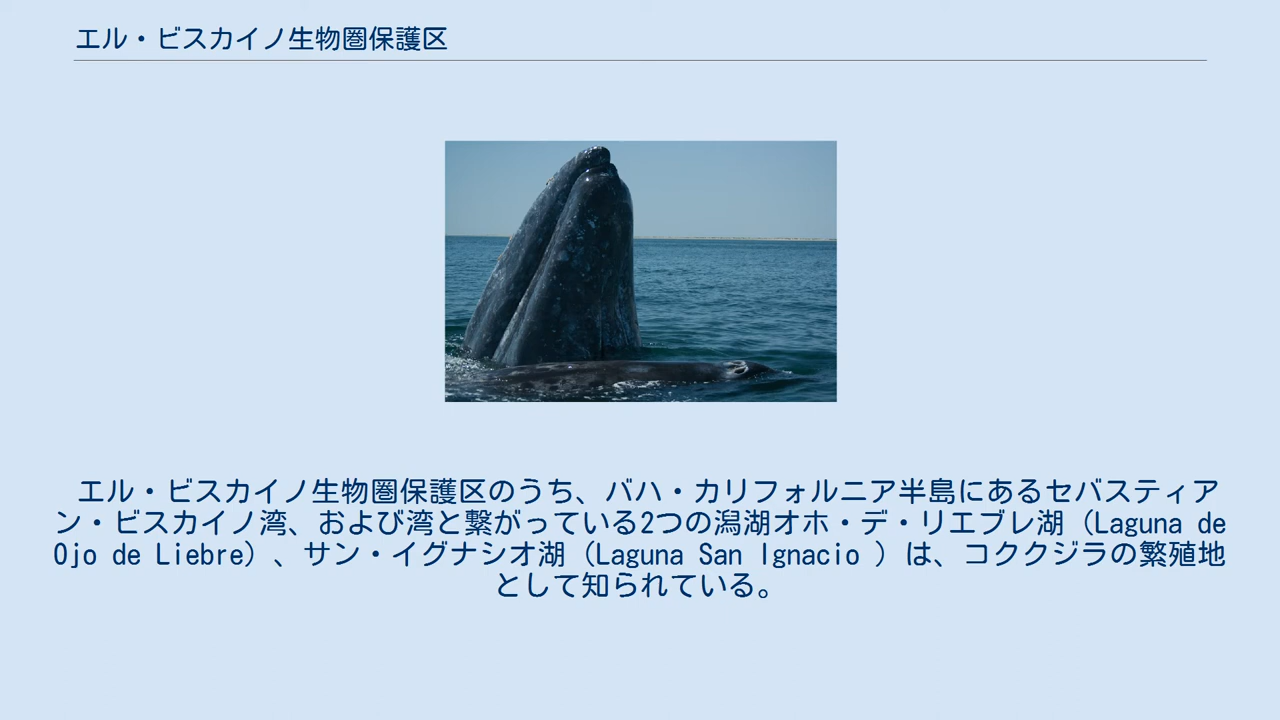 エル・ビスカイノ生物圏保護区
エル・ビスカイノ生物圏保護区のうち、バハ・カリフォルニア半島にあるセバスティア
ン・ビスカイノ湾、および湾と繋がっている2つの潟湖オホ・デ・リエブレ湖（Laguna de
Ojo de Liebre）、サン・イグナシオ湖（Laguna San Ignacio ）は、コククジラの繁殖地
として知られている。